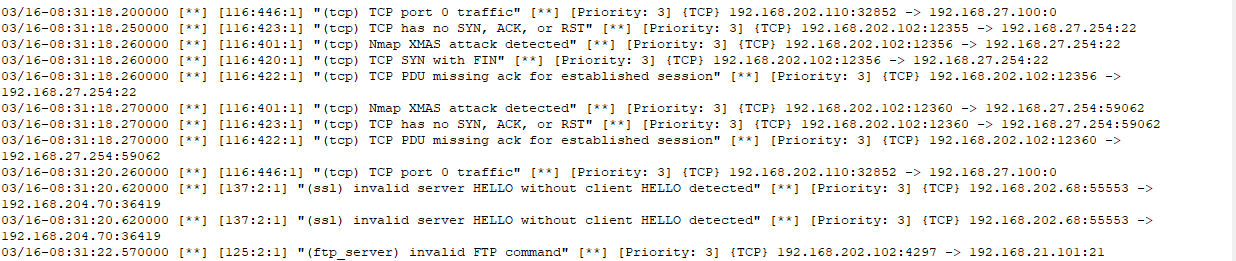 03/16-08:31:18.200000 [**] [116:446:1] "(tcp) TCP port 0 traffic" [**] [Priority: 3] {TCP} 192.168.202.110:32852 -> 192.168.27.100:0
03/16-08:31:18.250000 [**] [116:423:1] "(tcp) TCP has no SYN, ACK, or RST" [**] [Priority: 3] {TCP} 192.168.202.102:12355 -> 192.168.27.254:22
03/16-08:31:18.260000 [**] [116:401:1] "(tcp) Nmap XMAS attack detected" [**] [Priority: 3] {TCP} 192.168.202.102:12356 -> 192.168.27.254:22
03/16-08:31:18.260000 [**] [116:420:1] "(tcp) TCP SYN with FIN" [**] [Priority: 3] {TCP} 192.168.202.102:12356 -> 192.168.27.254:22
03/16-08:31:18.260000 [**] [116:422:1] "(tcp) TCP PDU missing ack for established session" [**] [Priority: 3] {TCP} 192.168.202.102:12356 ->
192.168.27.254:22
03/16-08:31:18.270000 [**] [116:401:1] "(tcp) Nmap XMAS attack detected" [**] [Priority: 3] {TCP} 192.168.202.102:12360 -> 192.168.27.254:59062
03/16-08:31:18.270000 [**] [116:423:1] "(tcp) TCP has no SYN, ACK, or RST" [**] [Priority: 3] {TCP} 192.168.202.102:12360 -> 192.168.27.254:59062
03/16-08:31:18.270000 [**] [116:422:1] "(tcp) TCP PDU missing ack for established session" [**] [Priority: 3] {TCP} 192.168.202.102:12360 ->
192.168.27.254:59062
03/16-08:31:20.260000 [**] [116:446:1] "(tcp) TCP port 0 traffic" [**] [Priority: 3] {TCP} 192.168.202.110:32852 -> 192.168.27.100:0
03/16-08:31:20.620000 [**] [137:2:1] "(ssl) invalid server HELLO without client HELLO detected" [**] [Priority: 3] {TCP} 192.168.202.68:55553 ->
192.168.204.70:36419
03/16-08:31:20.620000 [**] [137:2:1] "(ssl) invalid server HELLO without client HELLO detected" [**] [Priority: 3] {TCP} 192.168.202.68:55553 ->
192.168.204.70:36419
03/16-08:31:22.570000 [**] [125:2:1] "(ftp_server) invalid FTP command" [**] [Priority: 3] {TCP} 192.168.202.102:4297 -> 192.168.21.101:21